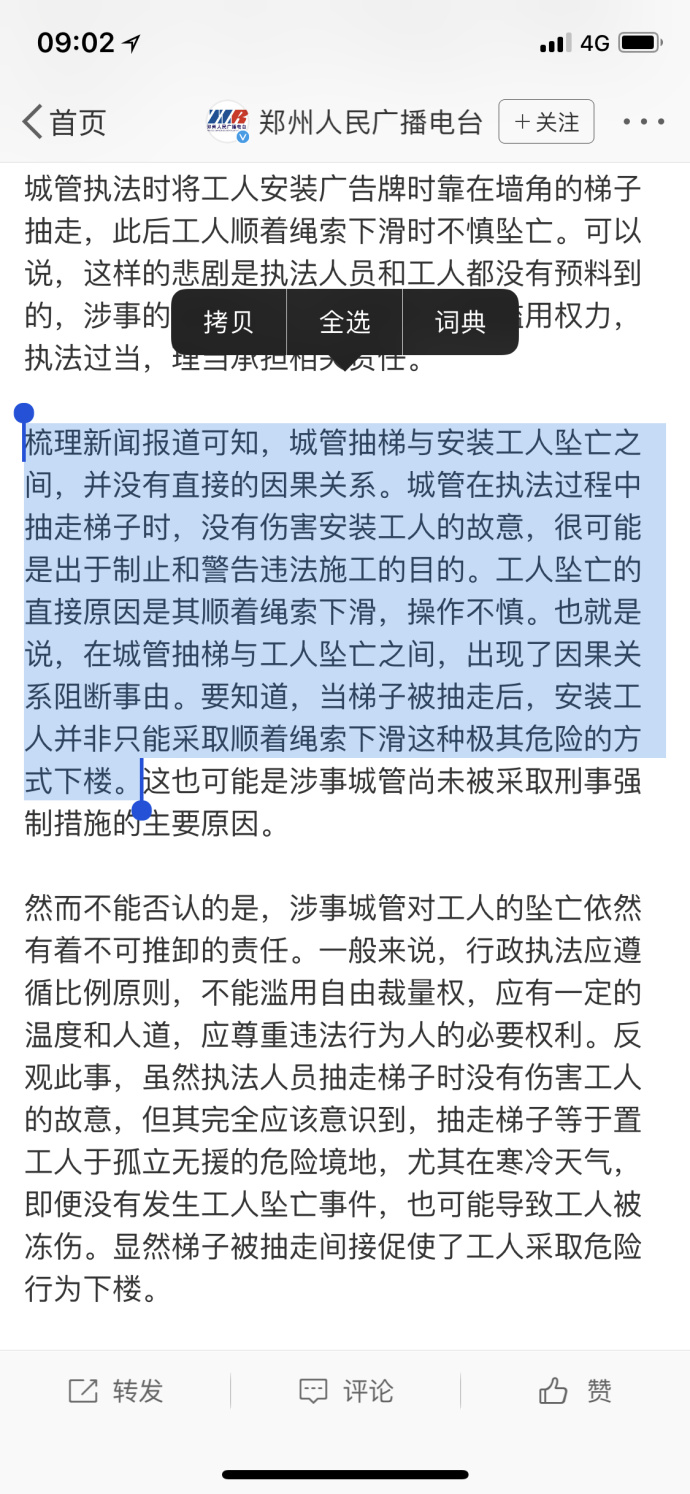 09:02
4G
首页
郑州人民广播电台
+关注
城管执法时将工人安装广告牌时靠在墙角的梯子
抽走，此后工人顺着绳索下滑时不慎坠亡。可以
说，这样的悲剧是执法人员和工人都没有预料到
的，涉事的
用权力，
拷贝
全选
词典
执法过当，理当承担相关责任。
梳理新闻报道可知，城管抽梯与安装工人坠亡之
间，并没有直接的因果关系。城管在执法过程中
抽走梯子时，没有伤害安装工人的故意，很可能
是出于制止和警告违法施工的目的。工人坠亡的
直接原因是其顺着绳索下滑，操作不慎。也就是
说，在城管抽梯与工人坠亡之间，出现了因果关
系阻断事由。要知道，当梯子被抽走后，安装工
人并非只能采取顺着绳索下滑这种极其危险的方
式下楼。这也可能是涉事城管尚未被采取刑事强
制措施的主要原因。
然而不能否认的是，涉事城管对工人的坠亡依然
有着不可推卸的责任。一般来说，行政执法应遵
循比例原则，不能滥用自由裁量权，应有一定的
温度和人道，应尊重违法行为人的必要权利。反
观此事，虽然执法人员抽走梯子时没有伤害工人
的故意，但其完全应该意识到，抽走梯子等于置
工人于孤立无援的危险境地，尤其在寒冷天气，
即便没有发生工人坠亡事件，也可能导致工人被
冻伤。显然梯子被抽走间接促使了工人采取危险
行为下楼。
转发
评论
赞